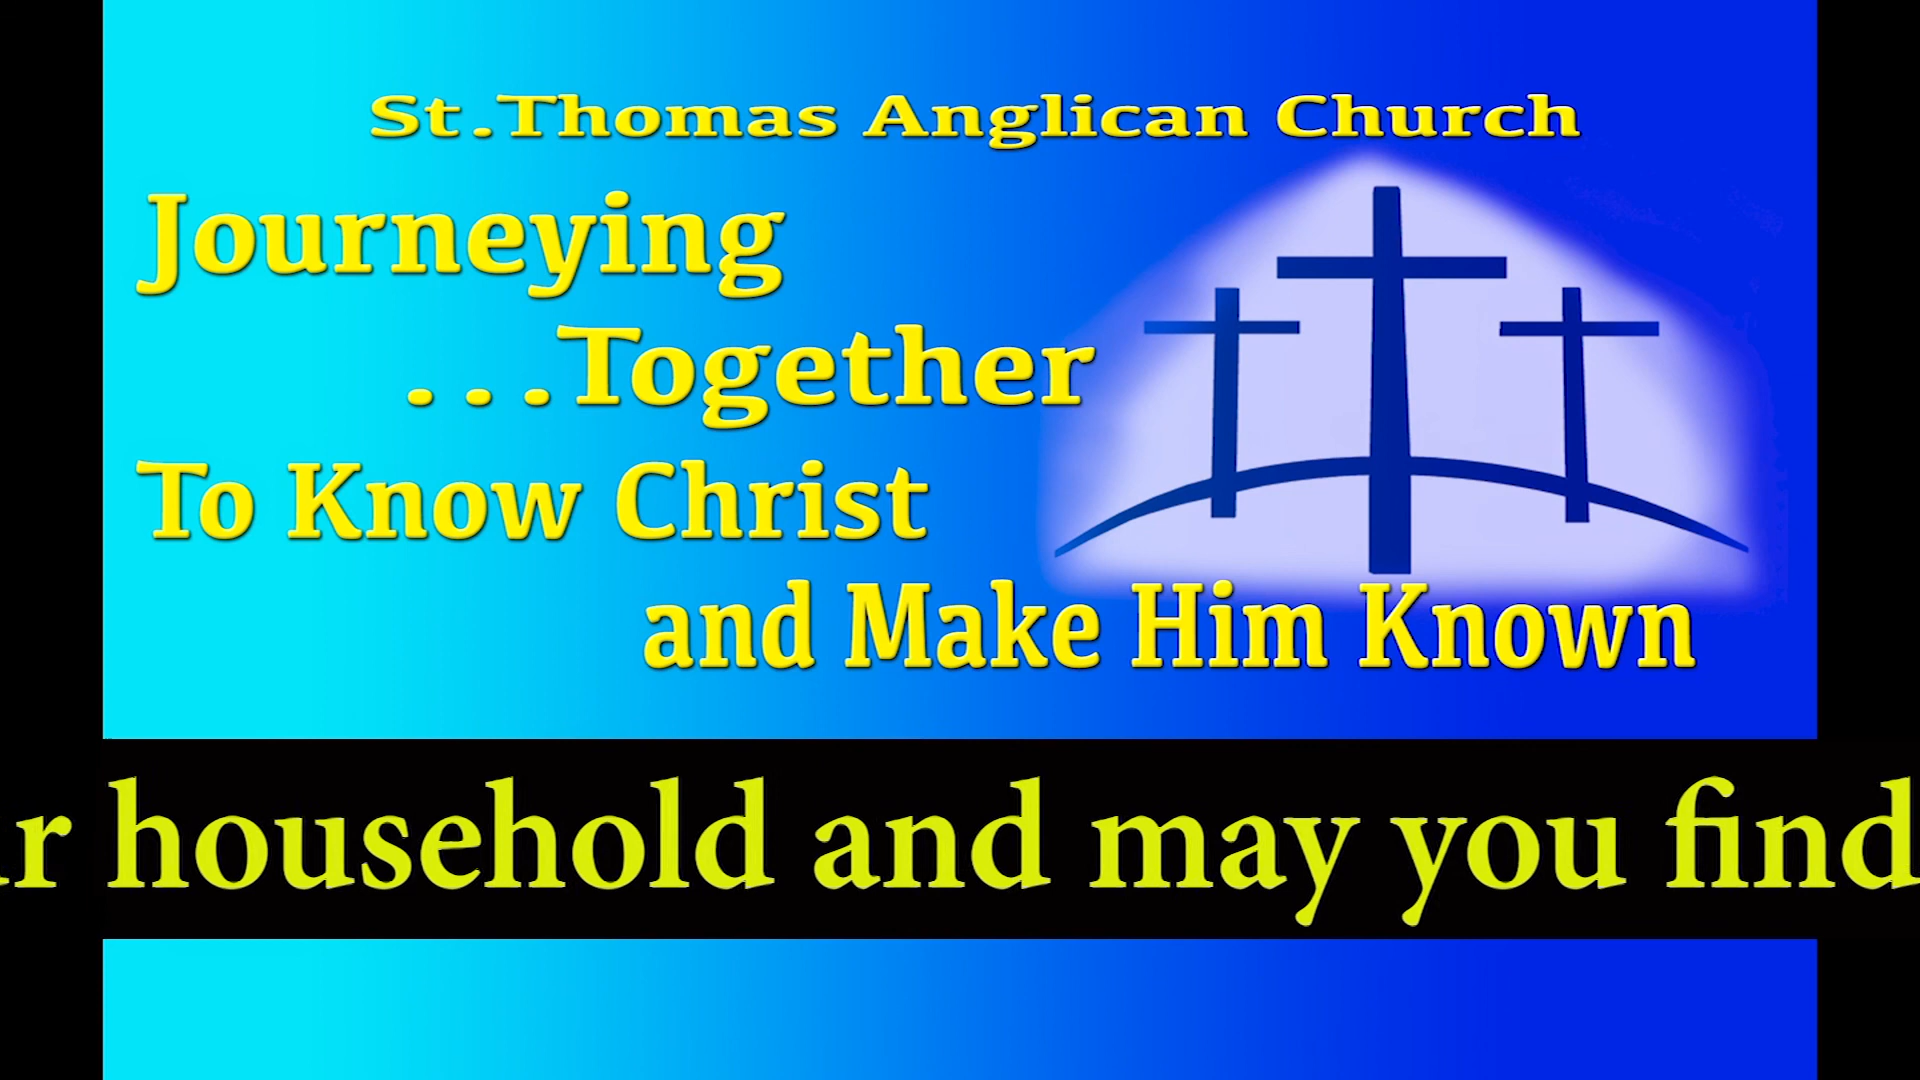 St.Thomas Anglican Church
Journeying
...Together
To Know Christ
and Make Him Known
household and may you find